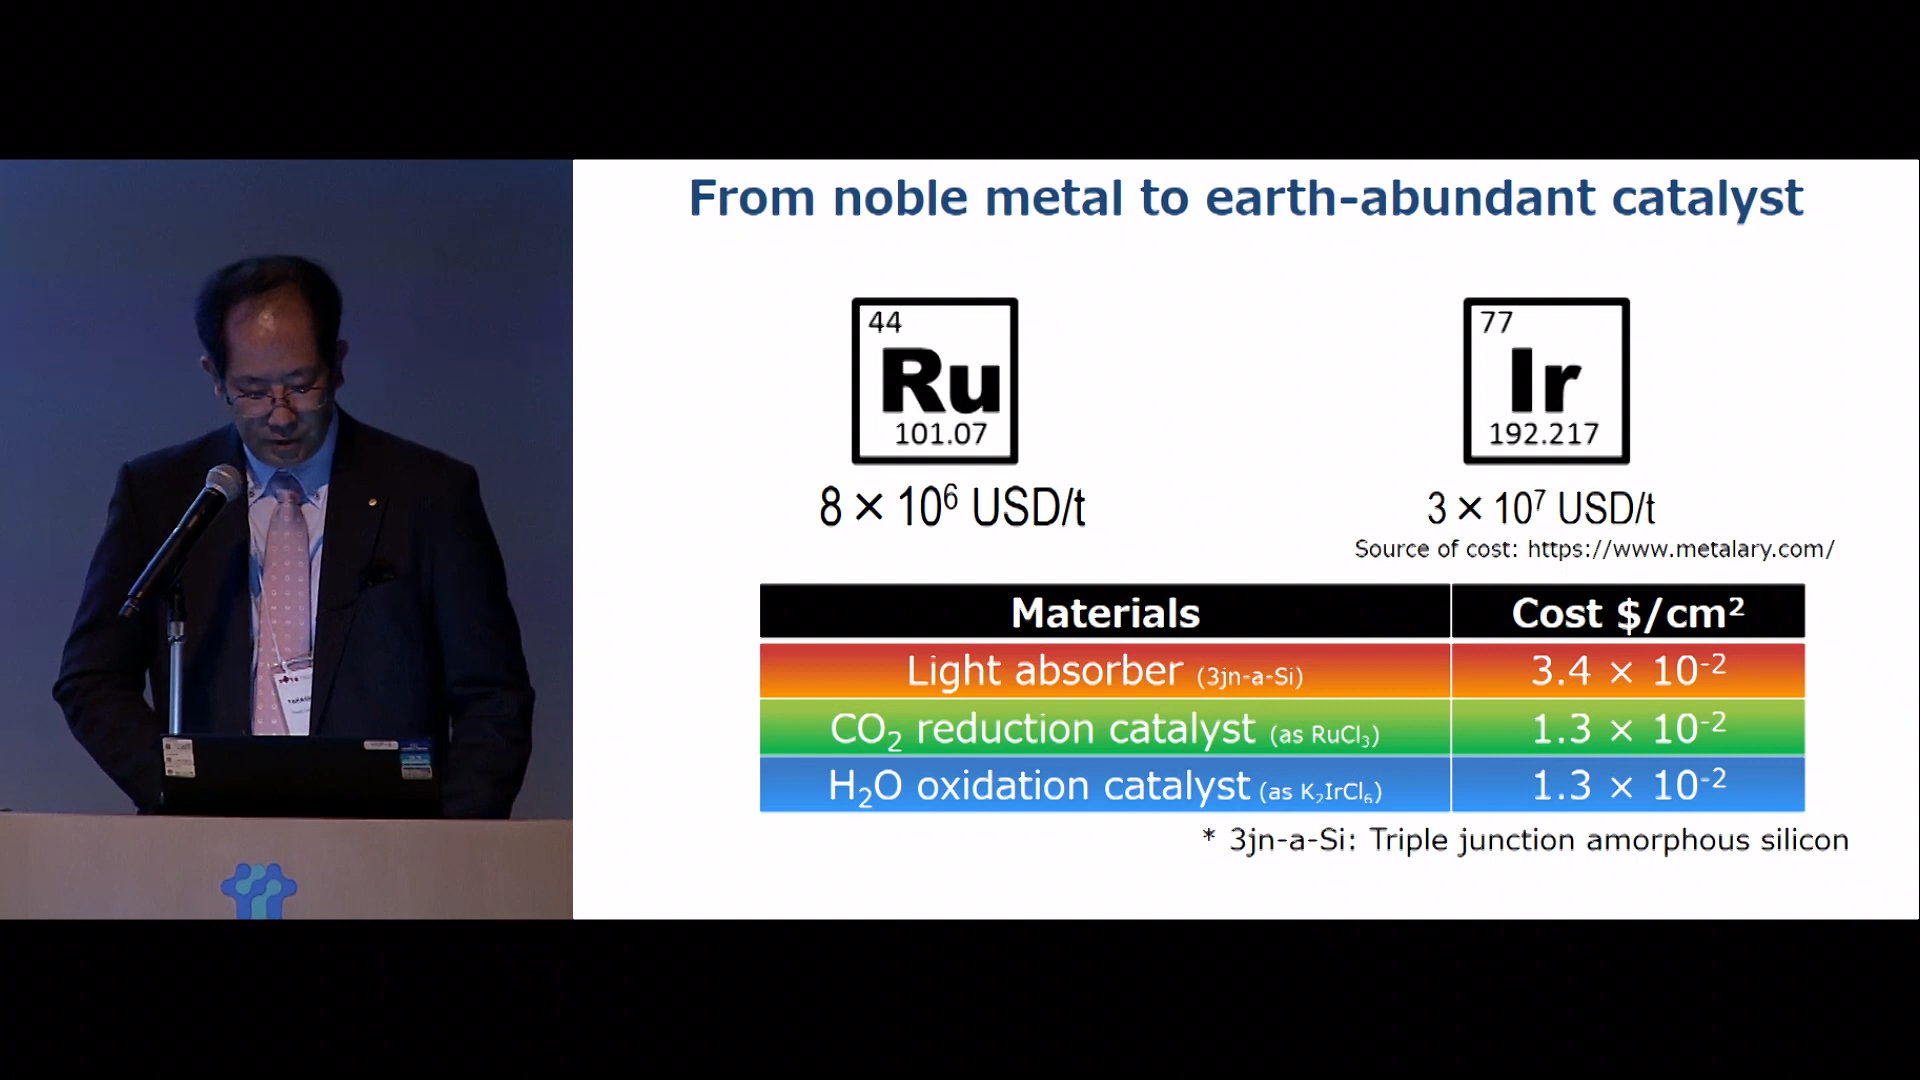 From noble metal to earth-abundant catalyst
44
Ru
101.07
77
Ir
192.217
8 × 10⁶ USD/t
3 × 10⁷ USD/t
Source of cost: https://www.metalary.com/
Materials Cost $/cm²
Light absorber (3jn-a-Si) 3.4 × 10⁻²
CO₂ reduction catalyst (as RuCl₃) 1.3 × 10⁻²
H₂O oxidation catalyst (as K₂IrCl₆) 1.3 × 10⁻²
* 3jn-a-Si: Triple junction amorphous silicon